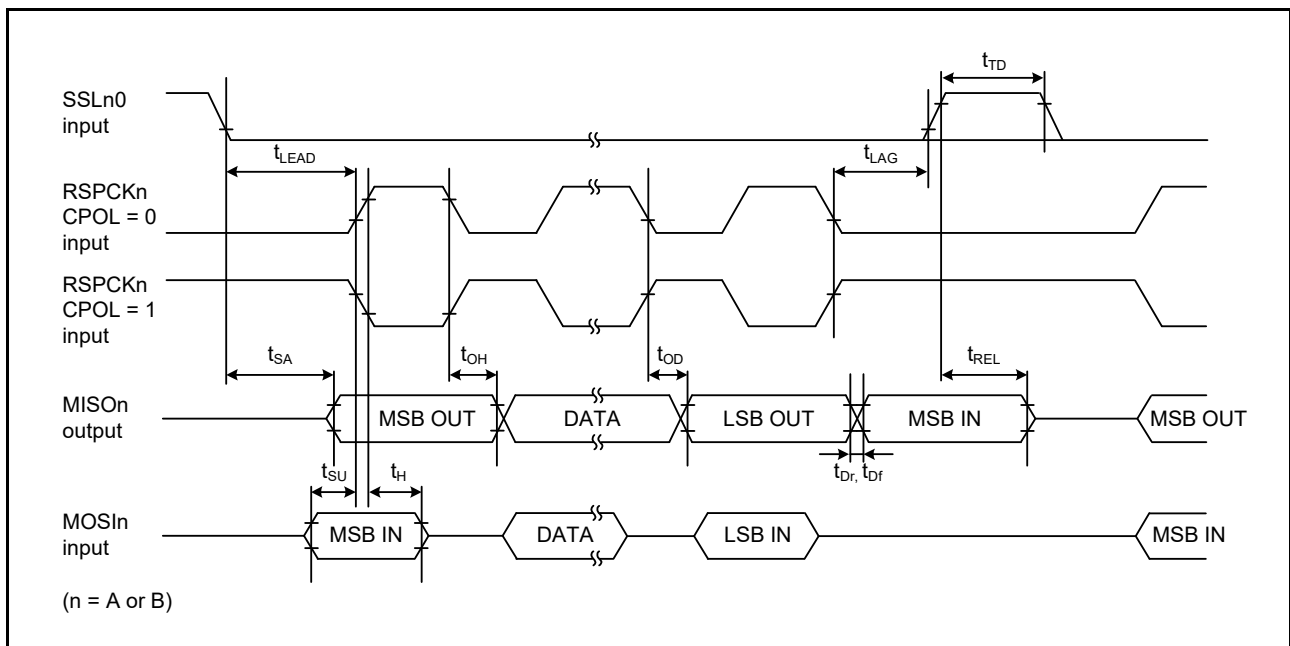 t_TD
SSLn0
input
t_LEAD
t_LAG
RSPCKn
CPOL = 0
input
RSPCKn
CPOL = 1
input
t_SA
t_OH
t_OD
t_REL
MISOn
output
MSB OUT
DATA
LSB OUT
MSB IN
MSB OUT
t_SU
t_H
t_Dr, t_Df
MOSIn
input
MSB IN
DATA
LSB IN
MSB IN
(n = A or B)